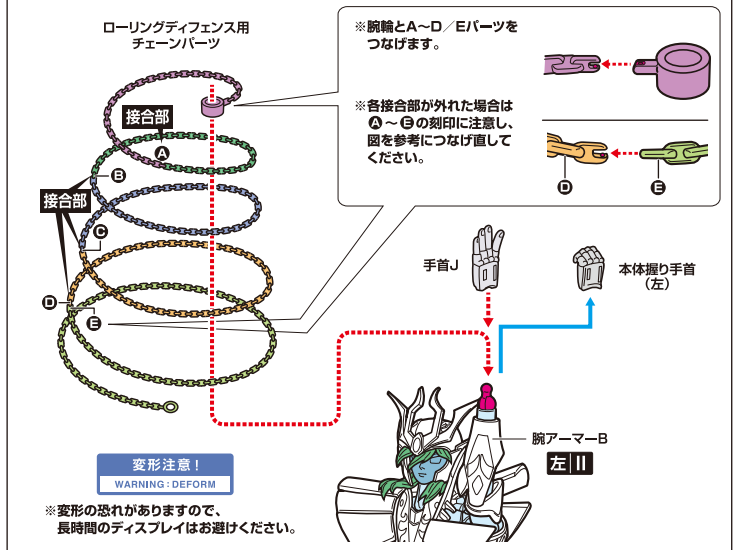 ローリングディフェンス用
チェーンパーツ
接合部
A
B
接合部
C
D
E
※腕輪とA～D／Eパーツを
つなげます。
※各接合部が外れた場合は
A～Eの刻印に注意し、
図を参考につなげ直して
ください。
D
E
手首J
本体握り手首
（左）
腕アーマーB
左 II
変形注意！
WARNING : DEFORM
※変形の恐れがありますので、
長時間のディスプレイはお避けください。